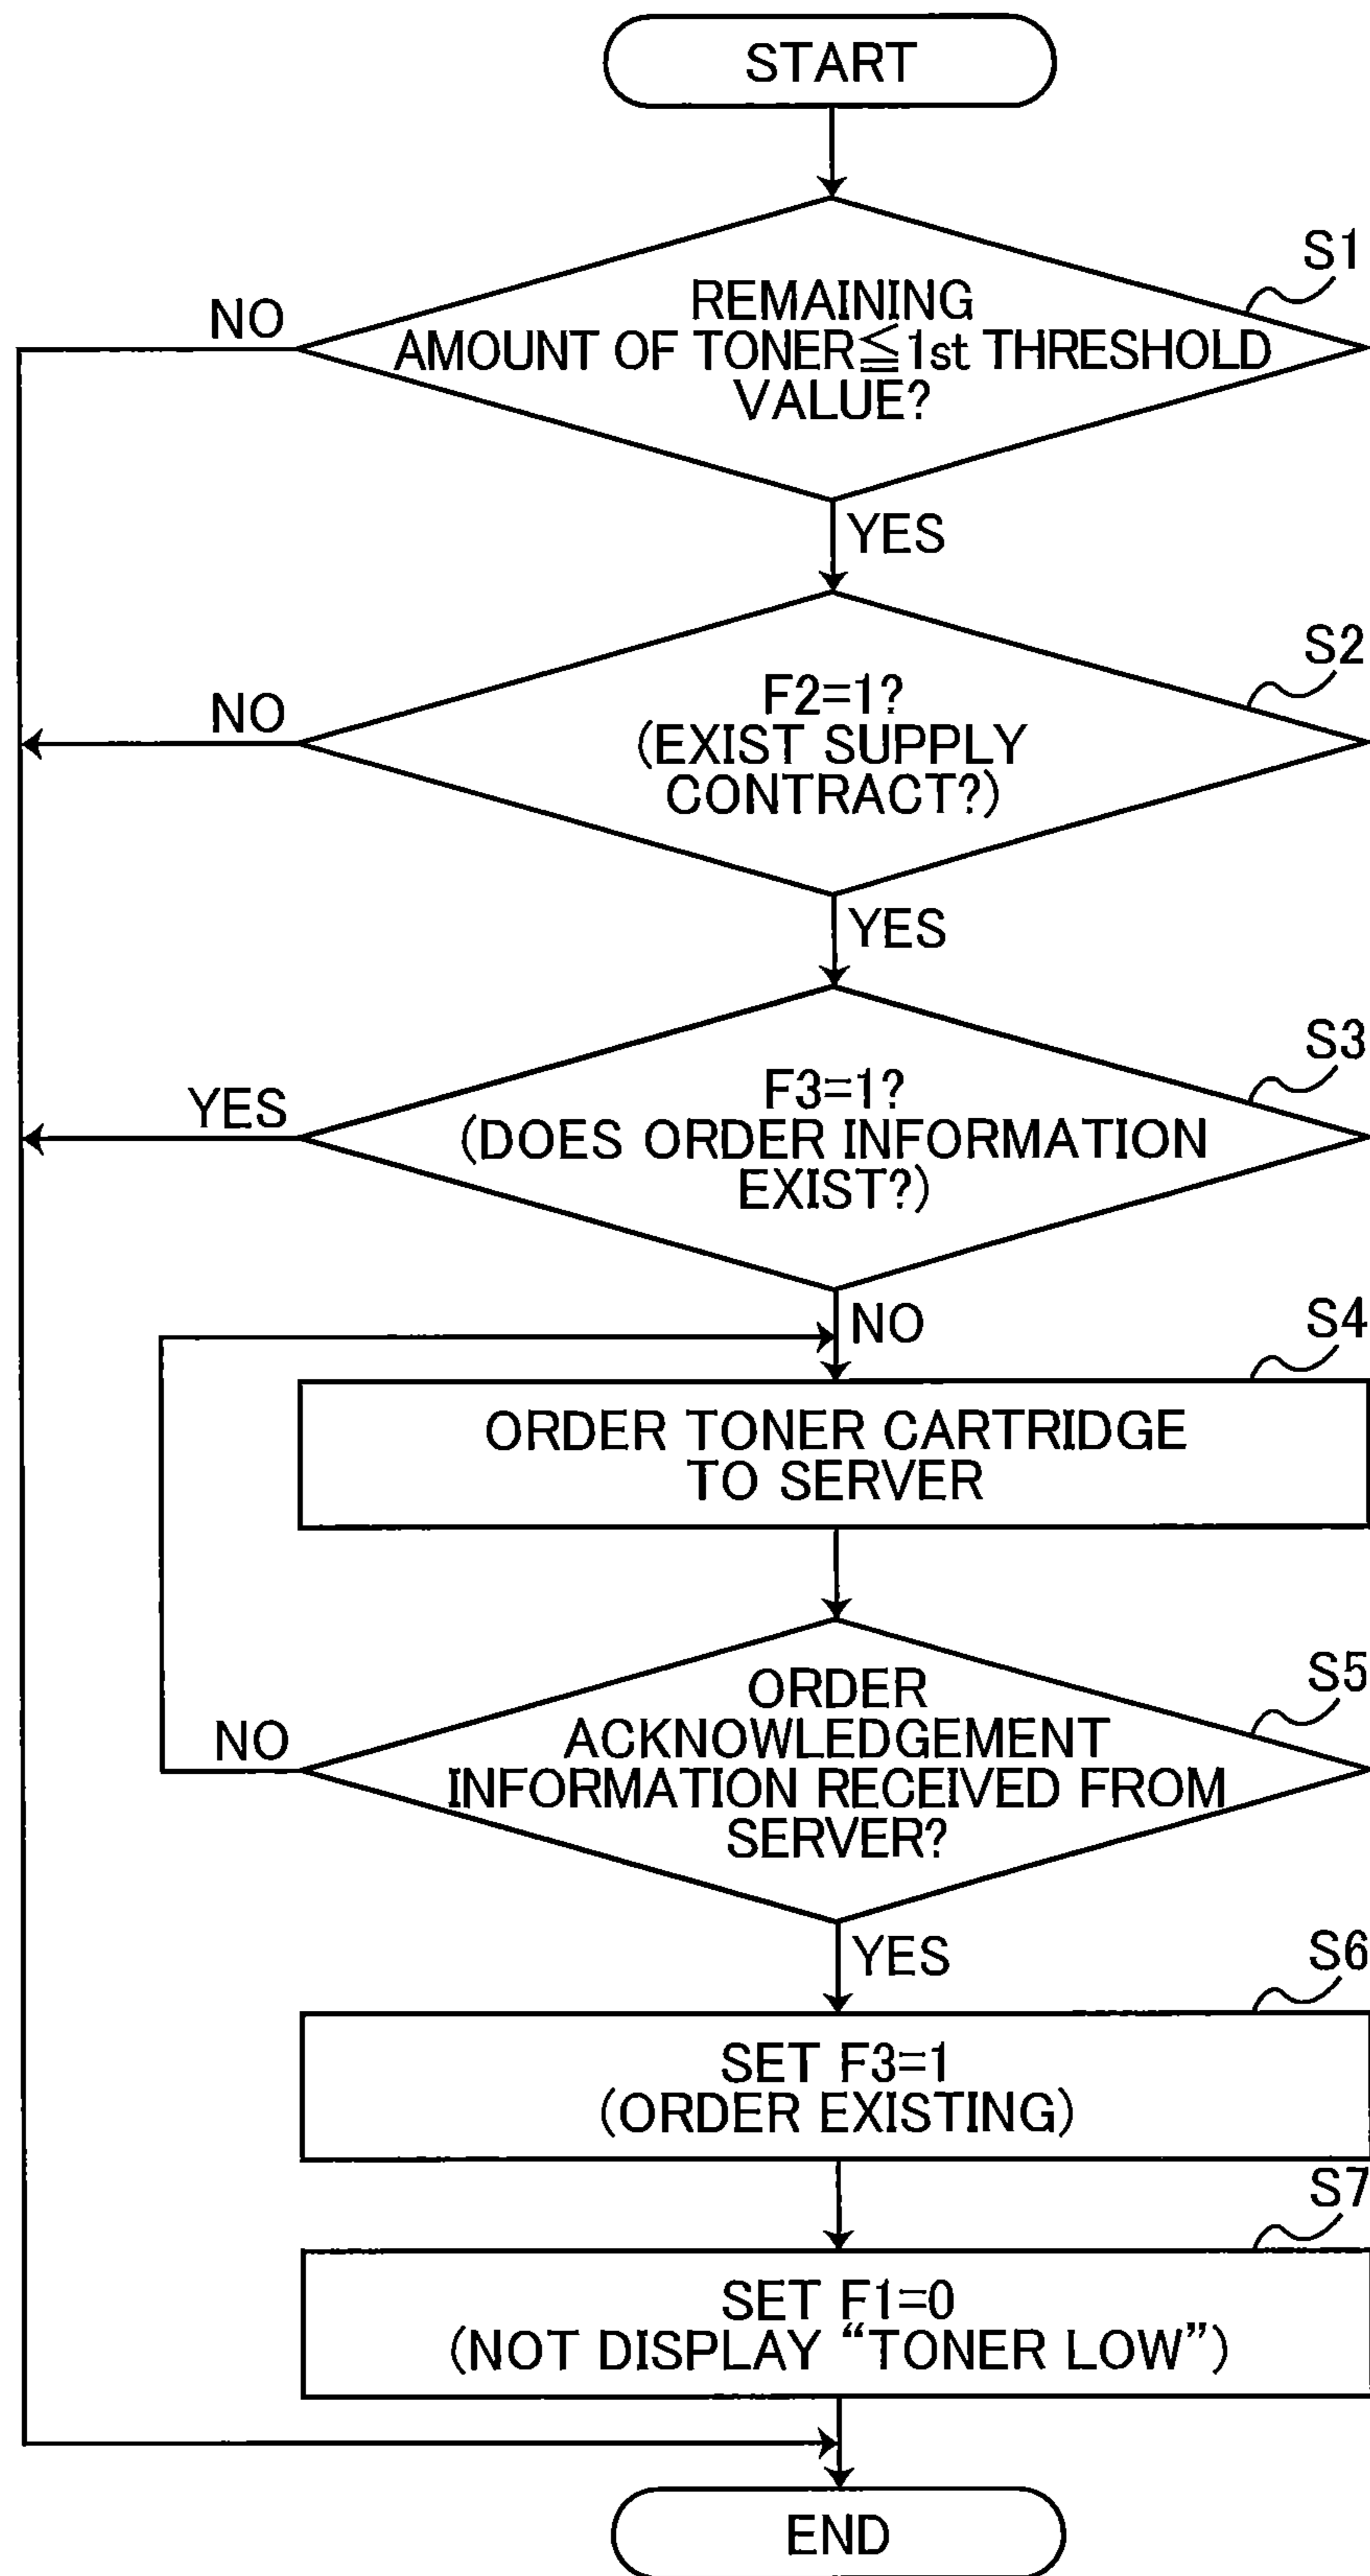 START
S1
NO
REMAINING
AMOUNT OF TONER≦1st THRESHOLD
VALUE?
YES
S2
NO
F2=1?
(EXIST SUPPLY
CONTRACT?)
YES
S3
YES
F3=1?
(DOES ORDER INFORMATION
EXIST?)
NO
S4
ORDER TONER CARTRIDGE
TO SERVER
S5
NO
ORDER
ACKNOWLEDGEMENT
INFORMATION RECEIVED FROM
SERVER?
YES
S6
SET F3=1
(ORDER EXISTING)
S7
SET F1=0
(NOT DISPLAY “TONER LOW”)
END